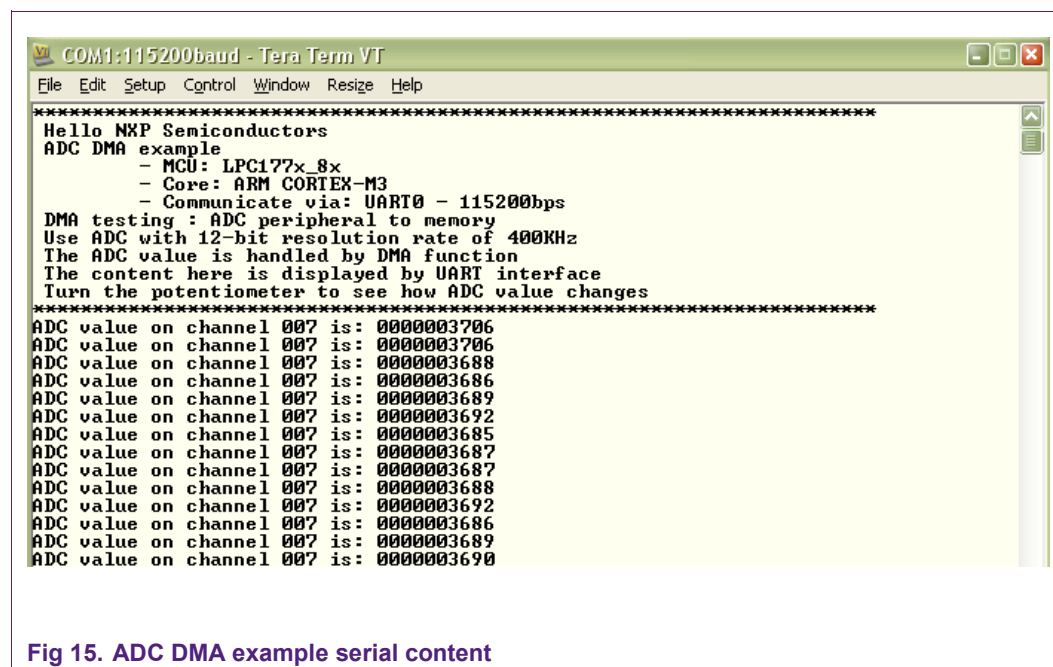 COM1:115200baud - Tera Term VT
File Edit Setup Control Window Resize Help
***********************************************************************
Hello NXP Semiconductors
ADC DMA example
- MCU: LPC177x_8x
- Core: ARM CORTEX-M3
- Communicate via: UART0 - 115200bps
DMA testing : ADC peripheral to memory
Use ADC with 12-bit resolution rate of 400KHz
The ADC value is handled by DMA function
The content here is displayed by UART interface
Turn the potentiometer to see how ADC value changes
***********************************************************************
ADC value on channel 007 is: 0000003706
ADC value on channel 007 is: 0000003706
ADC value on channel 007 is: 0000003688
ADC value on channel 007 is: 0000003686
ADC value on channel 007 is: 0000003689
ADC value on channel 007 is: 0000003692
ADC value on channel 007 is: 0000003685
ADC value on channel 007 is: 0000003687
ADC value on channel 007 is: 0000003687
ADC value on channel 007 is: 0000003688
ADC value on channel 007 is: 0000003692
ADC value on channel 007 is: 0000003686
ADC value on channel 007 is: 0000003689
ADC value on channel 007 is: 0000003690
Fig 15. ADC DMA example serial content